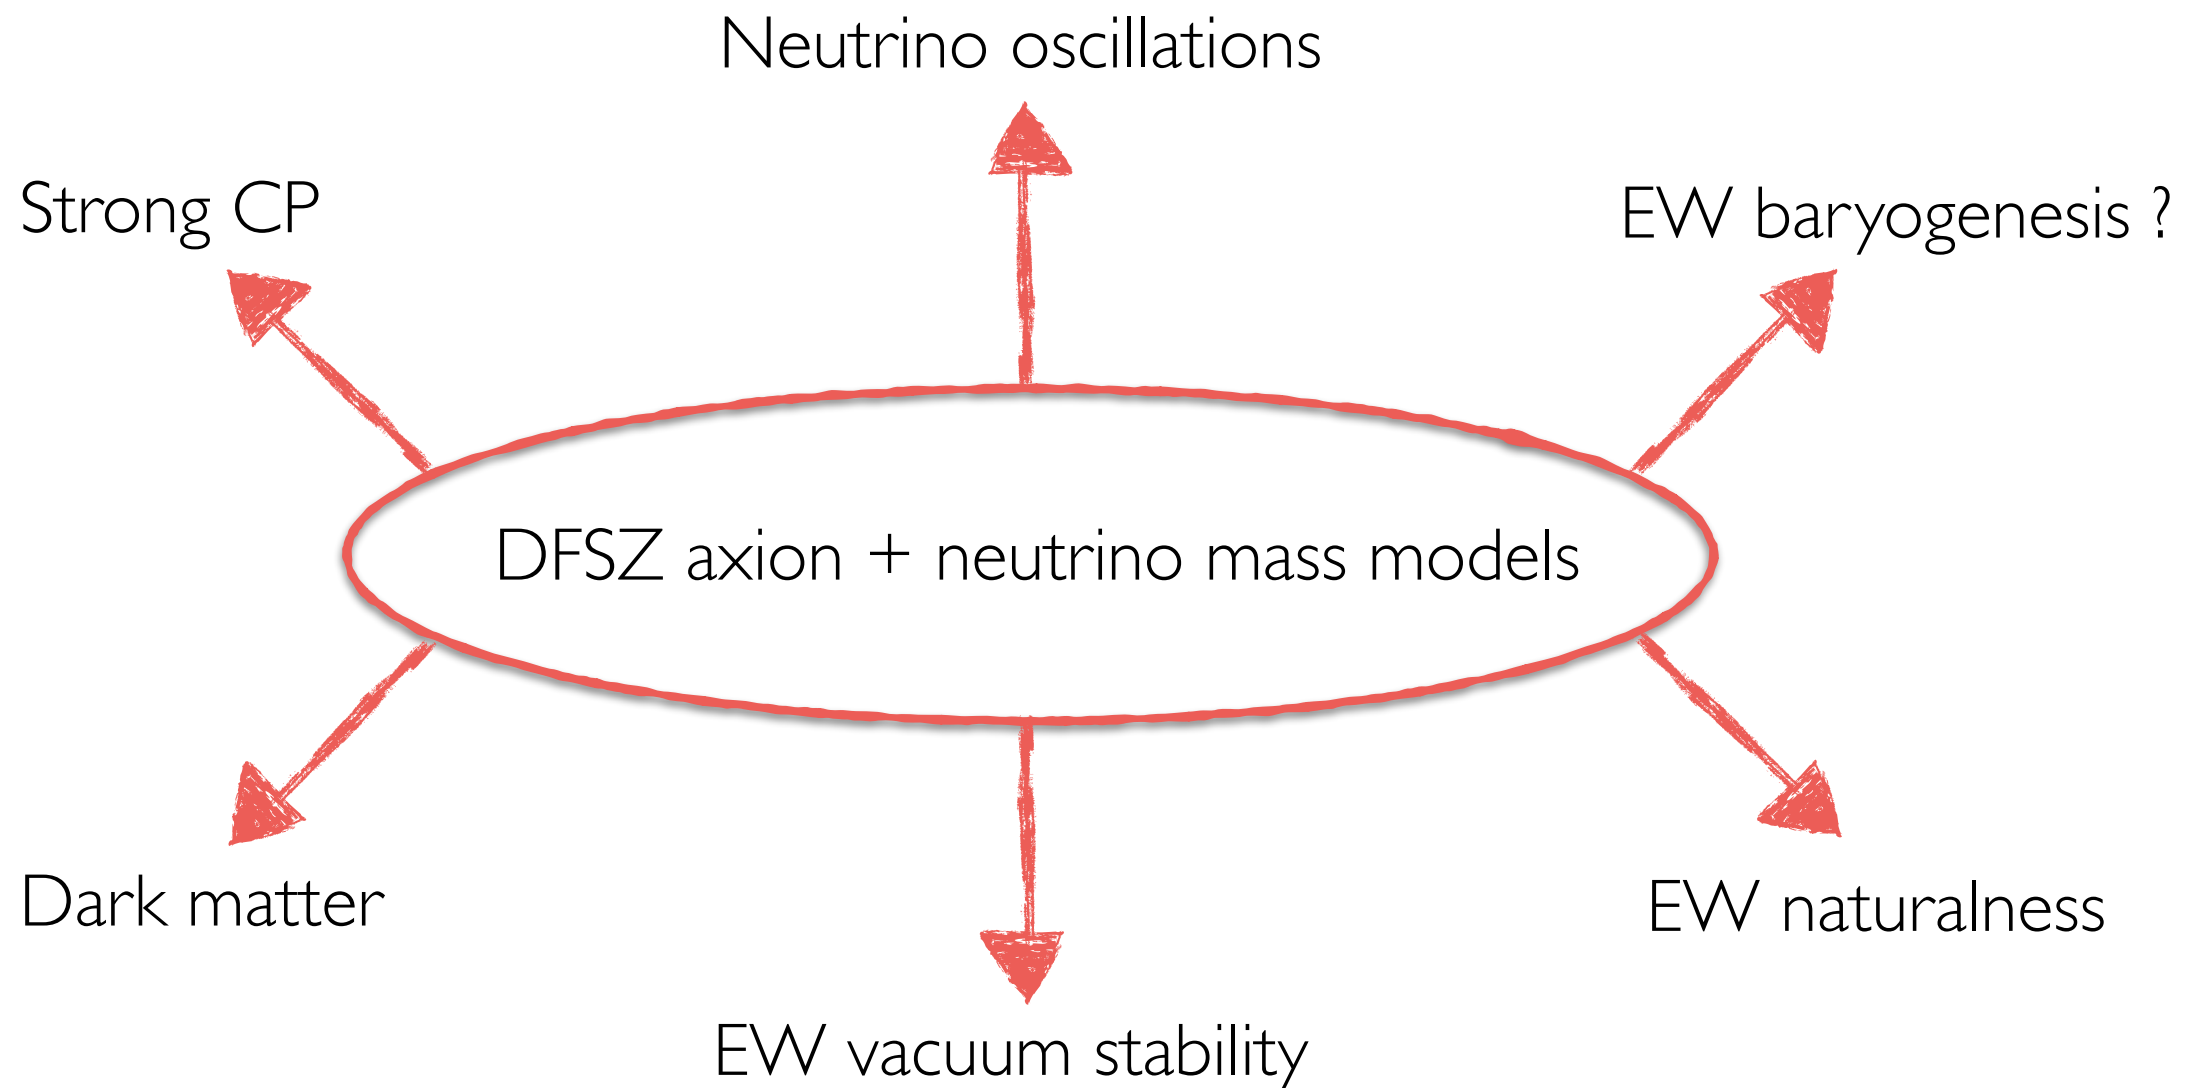 Neutrino oscillations
Strong CP
EW baryogenesis ?
DFSZ axion + neutrino mass models
Dark matter
EW naturalness
EW vacuum stability